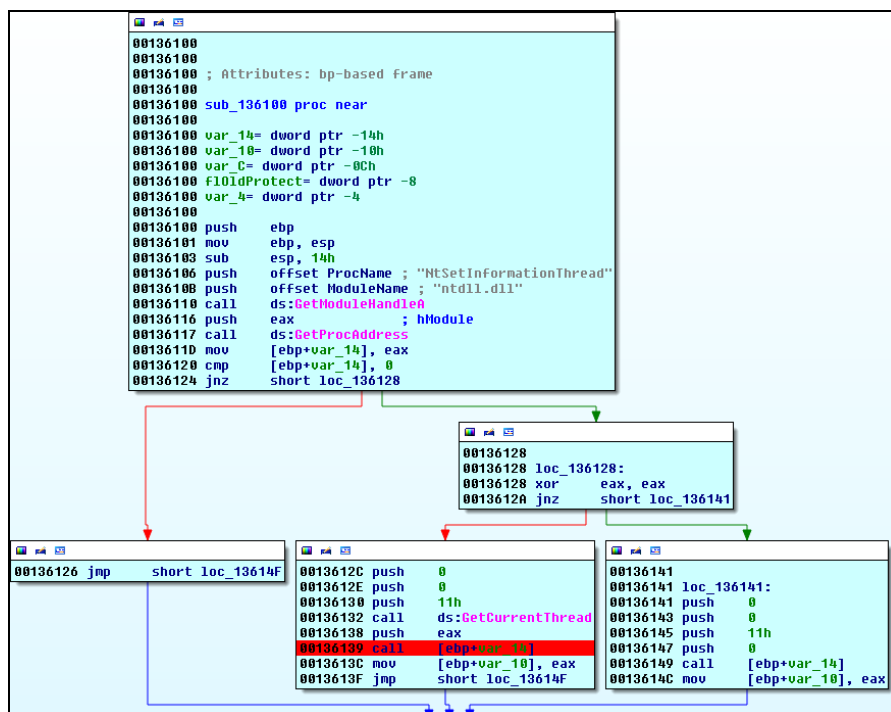 00136100
00136100
00136100 ; Attributes: bp-based frame
00136100
00136100 sub_136100 proc near
00136100
00136100 var_14= dword ptr -14h
00136100 var_10= dword ptr -10h
00136100 var_C= dword ptr -0Ch
00136100 flOldProtect= dword ptr -8
00136100 var_4= dword ptr -4
00136100
00136100 push ebp
00136101 mov ebp, esp
00136103 sub esp, 14h
00136106 push offset ProcName ; "NtSetInformationThread"
0013610B push offset ModuleName ; "ntdll.dll"
00136110 call ds:GetModuleHandleA
00136116 push eax ; hModule
00136117 call ds:GetProcAddress
0013611D mov [ebp+var_14], eax
00136120 cmp [ebp+var_14], 0
00136124 jnz short loc_136128
00136128
00136128 loc_136128:
00136128 xor eax, eax
0013612A jnz short loc_136141
00136126 jmp short loc_13614F
0013612C push 0
0013612E push 0
00136130 push 11h
00136132 call ds:GetCurrentThread
00136138 push eax
00136139 call [ebp+var_14]
0013613C mov [ebp+var_10], eax
0013613F jmp short loc_13614F
00136141
00136141 loc_136141:
00136141 push 0
00136143 push 0
00136145 push 11h
00136147 push 0
00136149 call [ebp+var_14]
0013614C mov [ebp+var_10], eax